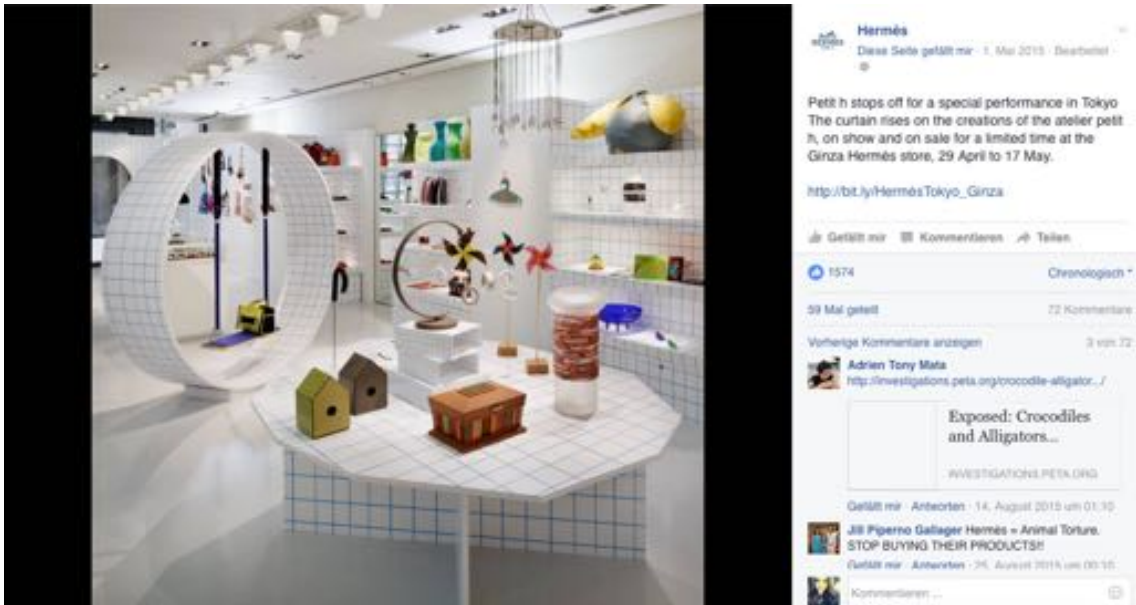 Hermès
Diese Seite gefällt mir · 1. Mai 2015 · Bearbeitet ·
Petit h stops off for a special performance in Tokyo
The curtain rises on the creations of the atelier petit
h, on show and on sale for a limited time at the
Ginza Hermès store, 29 April to 17 May.
http://bit.ly/HermèsTokyo_Ginza
Gefällt mir Kommentieren Teilen
1574 Chronologisch
59 Mal geteilt 72 Kommentare
Vorherige Kommentare anzeigen 3 von 72
Adrien Tony Mata
http://investigations.peta.org/crocodile-alligator.../
Exposed: Crocodiles
and Alligators...
INVESTIGATIONS.PETA.ORG
Gefällt mir · Antworten · 14. August 2015 um 01:10
Jill Piperno Gallager Hermès = Animal Torture.
STOP BUYING THEIR PRODUCTS!!
Gefällt mir · Antworten · 25. August 2015 um 00:10
Kommentieren ...